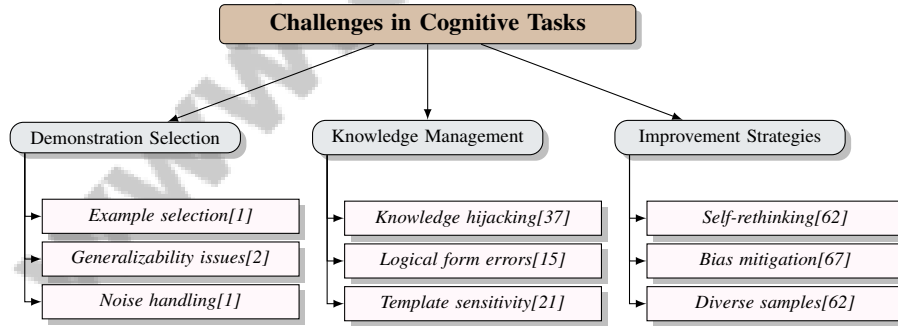 Challenges in Cognitive Tasks
Demonstration Selection
Knowledge Management
Improvement Strategies
Example selection[1]
Generalizability issues[2]
Noise handling[1]
Knowledge hijacking[37]
Logical form errors[15]
Template sensitivity[21]
Self-rethinking[62]
Bias mitigation[67]
Diverse samples[62]
www.